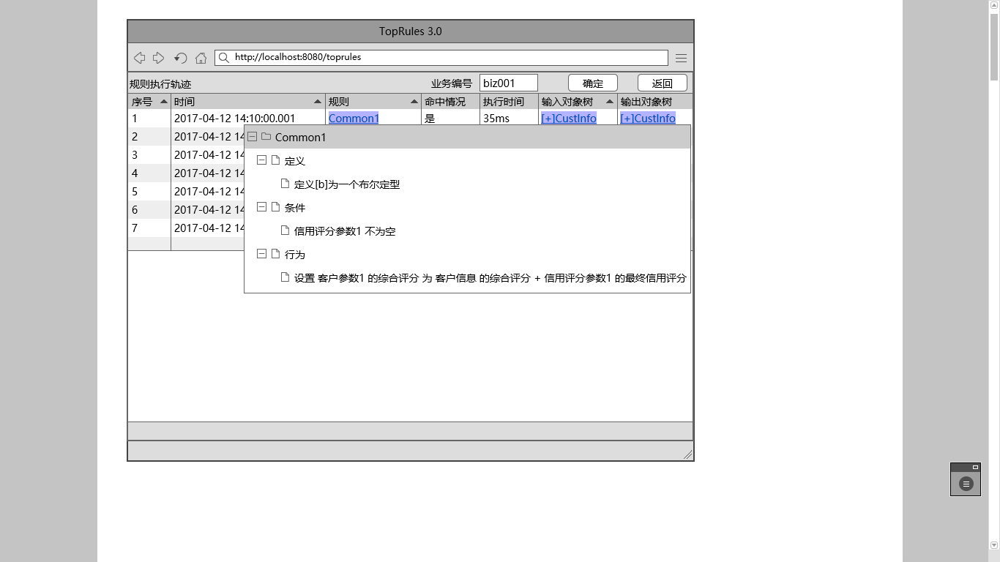 TopRules 3.0
http://localhost:8080/toprules
规则执行轨迹 业务编号 biz001 确定 返回
序号 时间 规则 命中情况 执行时间 输入对象树 输出对象树
1 2017-04-12 14:10:00.001 Common1 是 35ms [+]CustInfo [+]CustInfo
2 2017-04-12 14
Common1
3 2017-04-12 14
定义
4 2017-04-12 14
定义[b]为一个布尔定型
5 2017-04-12 14
条件
6 2017-04-12 14
信用评分参数1 不为空
7 2017-04-12 14
行为
设置 客户参数1 的综合评分 为 客户信息 的综合评分 + 信用评分参数1 的最终信用评分